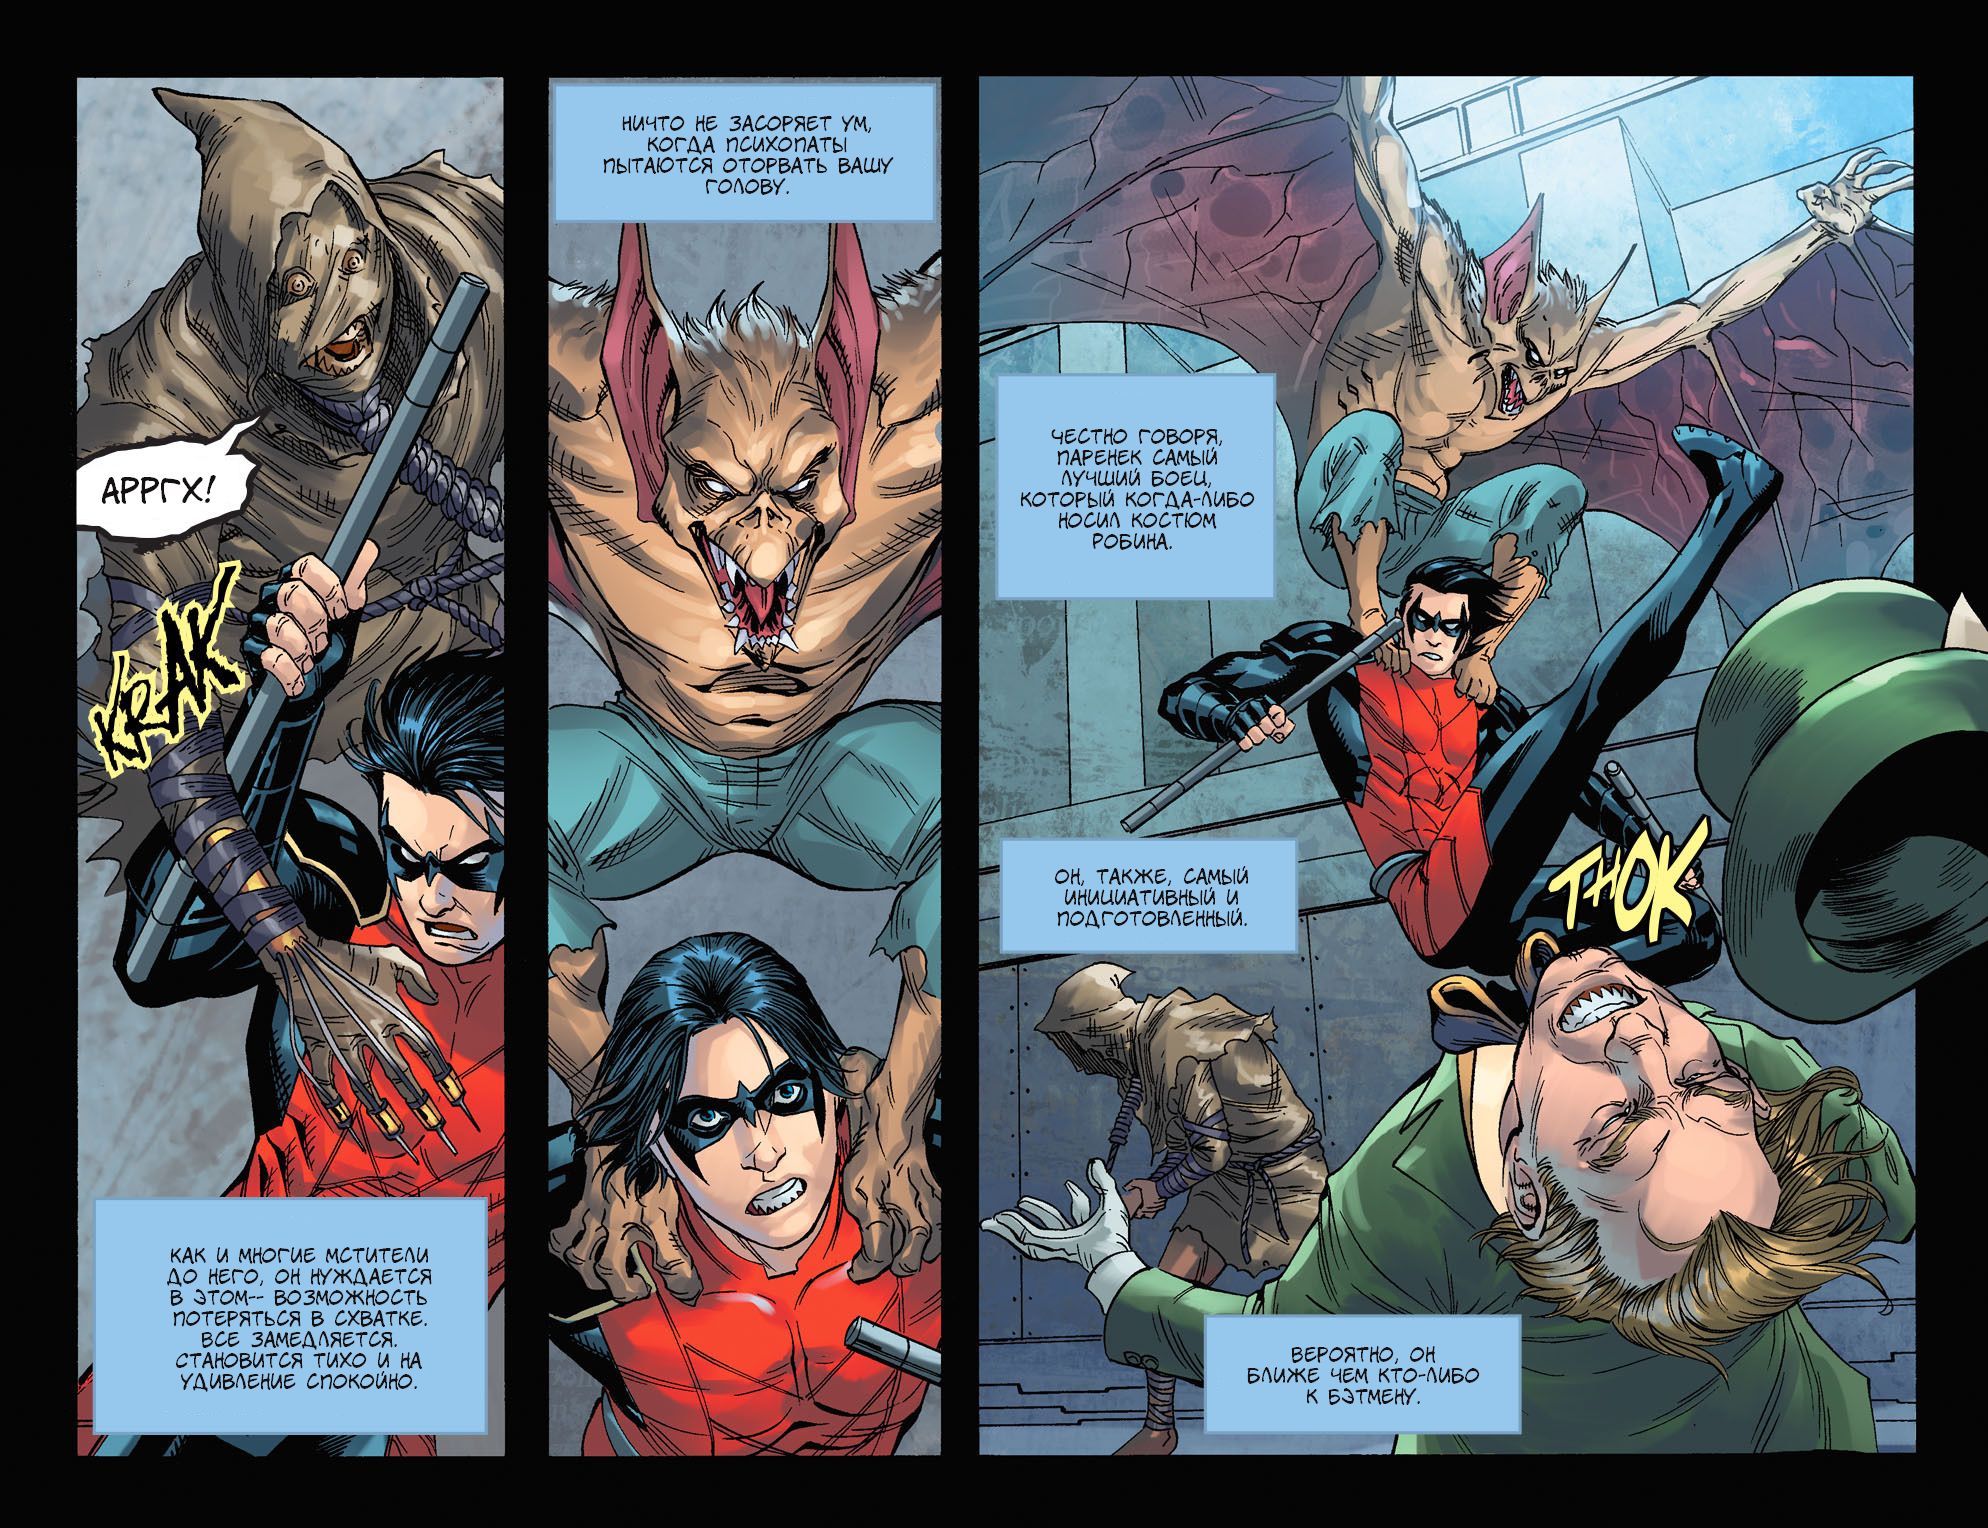 АРРГХ!
KRAK
КАК И МНОГИЕ МСТИТЕЛИ
ДО НЕГО, ОН НУЖДАЕТСЯ
В ЭТОМ-- ВОЗМОЖНОСТЬ
ПОТЕРЯТЬСЯ В СХВАТКЕ.
ВСЕ ЗАМЕДЛЯЕТСЯ.
СТАНОВИТСЯ ТИХО И НА
УДИВЛЕНИЕ СПОКОЙНО.
НИЧТО НЕ ЗАСОРЯЕТ УМ,
КОГДА ПСИХОПАТЫ
ПЫТАЮТСЯ ОТОРВАТЬ ВАШУ
ГОЛОВУ.
ЧЕСТНО ГОВОРЯ,
ПАРЕНЕК САМЫЙ
ЛУЧШИЙ БОЕЦ,
КОТОРЫЙ КОГДА-ЛИБО
НОСИЛ КОСТЮМ
РОБИНА.
ОН, ТАКЖЕ, САМЫЙ
ИНИЦИАТИВНЫЙ И
ПОДГОТОВЛЕННЫЙ.
THOK
ВЕРОЯТНО, ОН
БЛИЖЕ ЧЕМ КТО-ЛИБО
К БЭТМЕНУ.